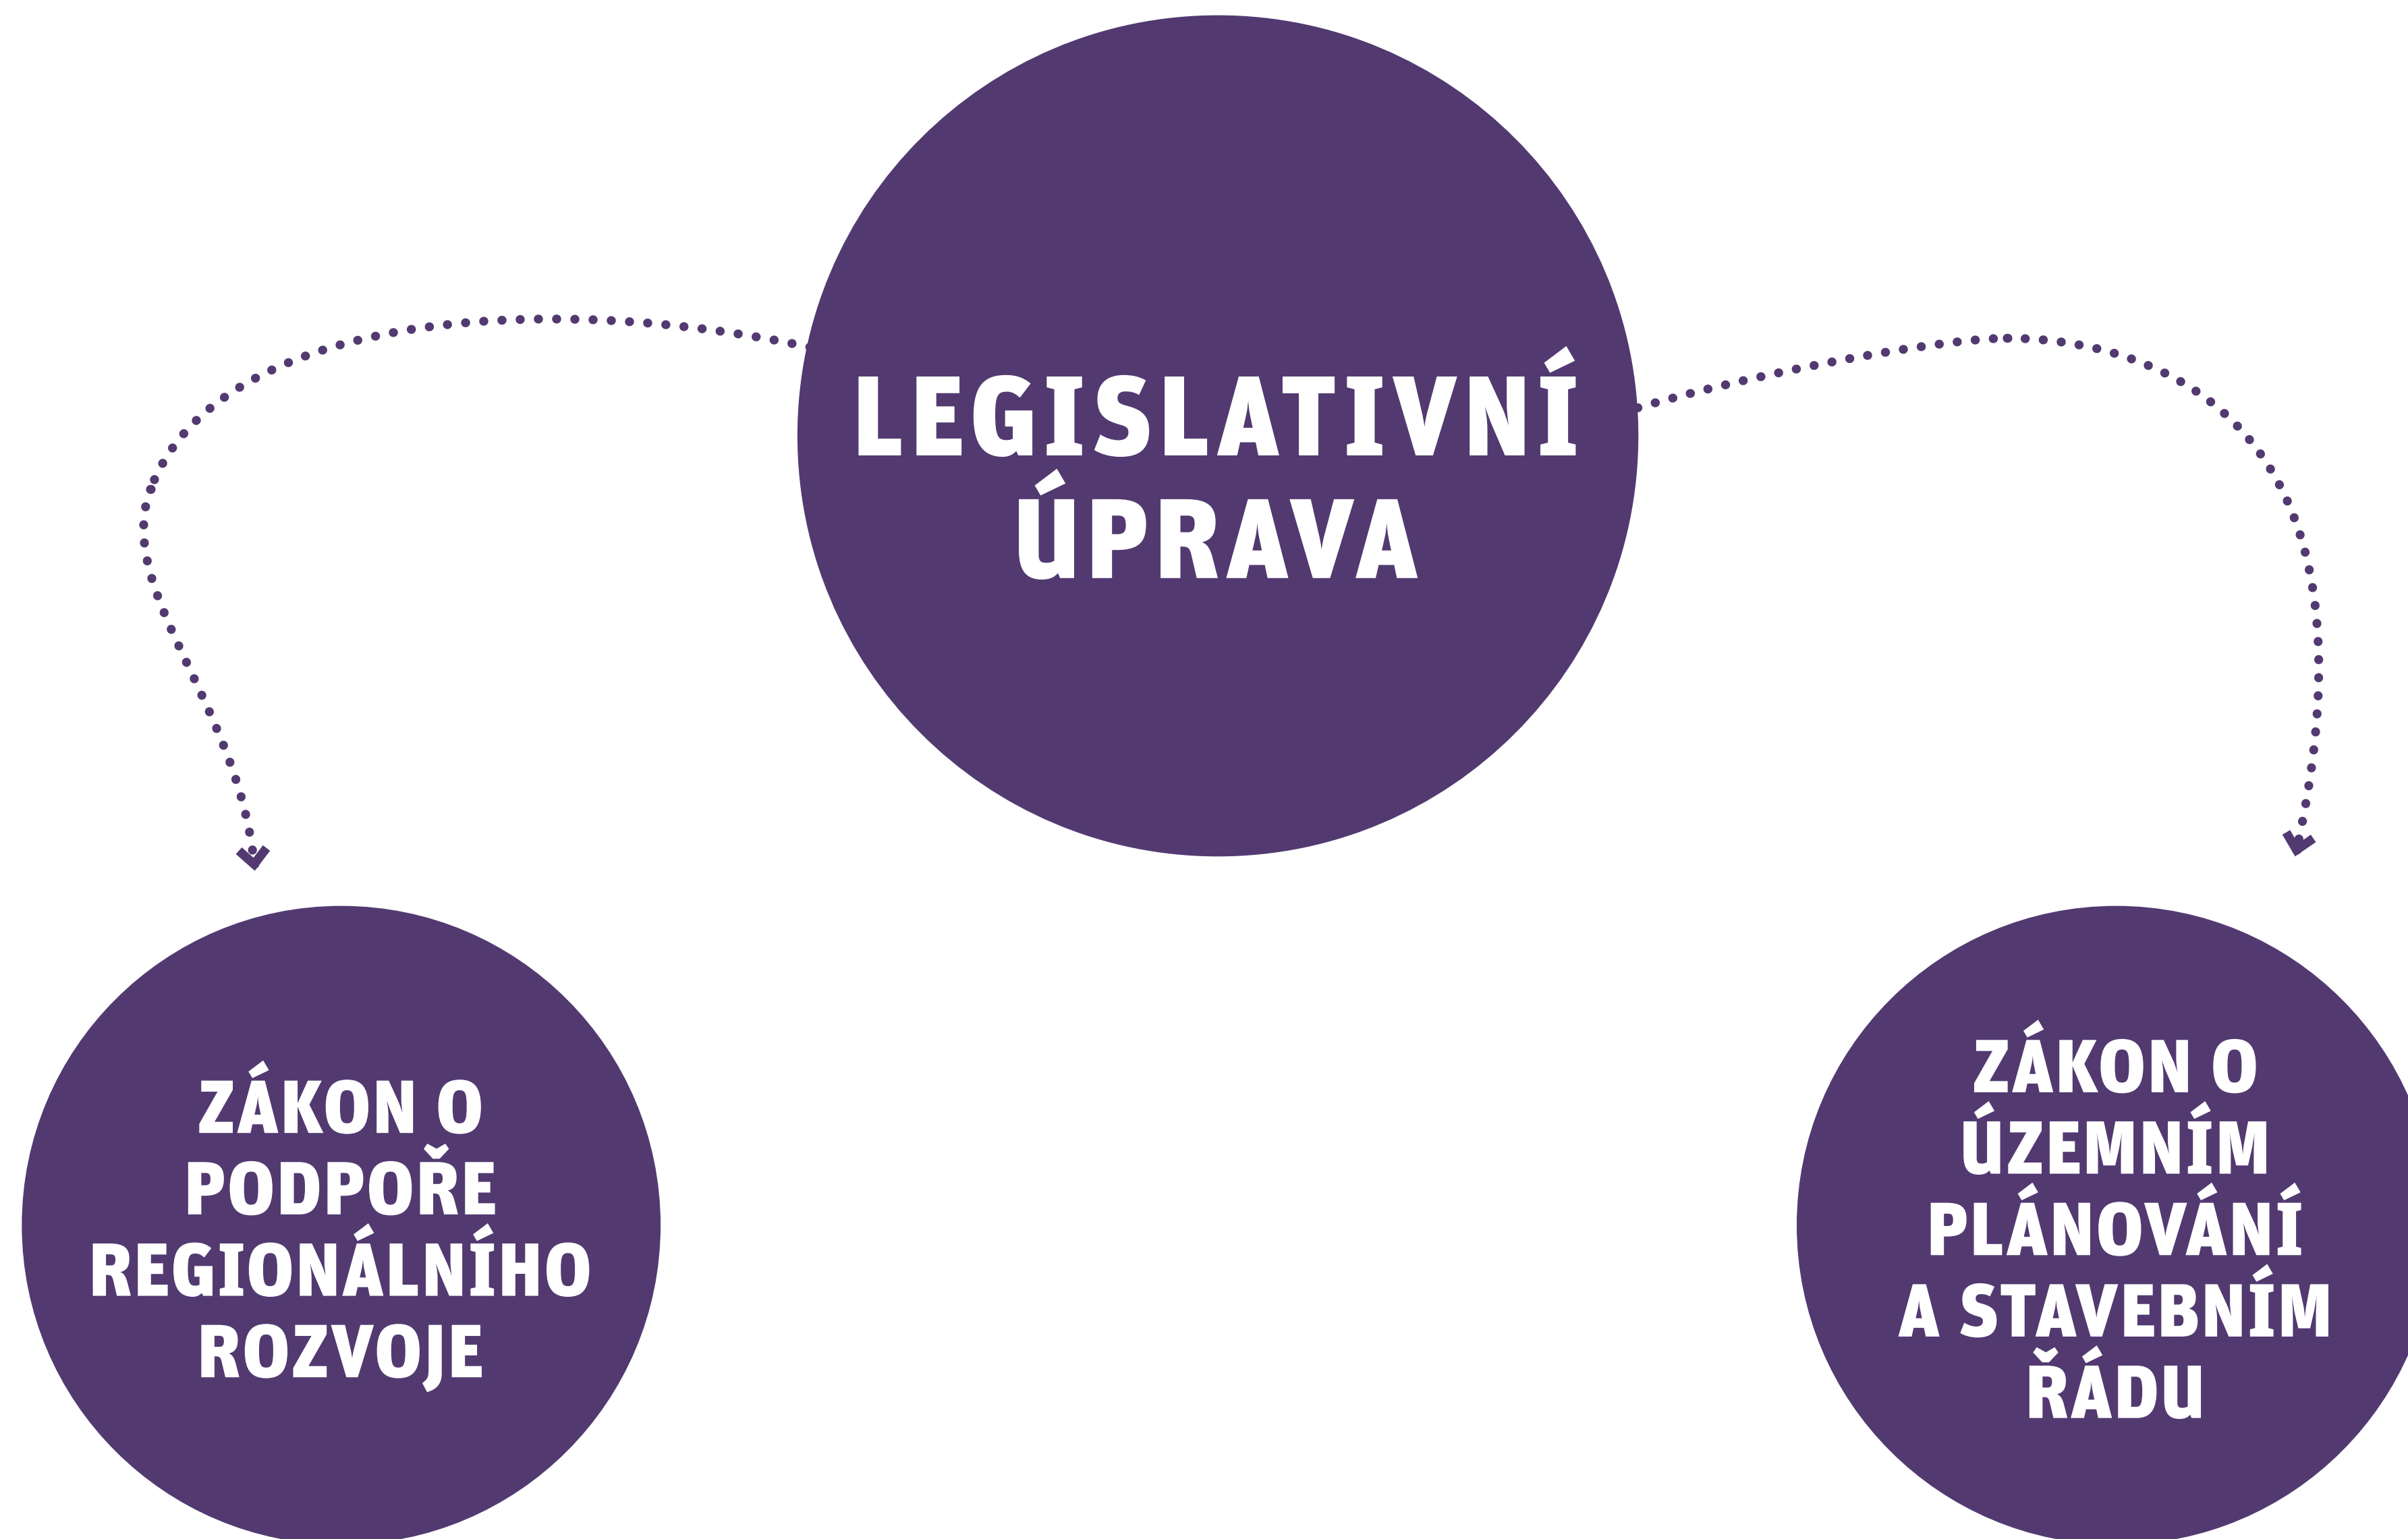 LEGISLATIVNÍ
ÚPRAVA
ZÁKON O
PODPOŘE
REGIONÁLNÍHO
ROZVOJE
ZÁKON O
ÚZEMNÍM
PLÁNOVÁNÍ
A STAVEBNÍM
ŘÁDU